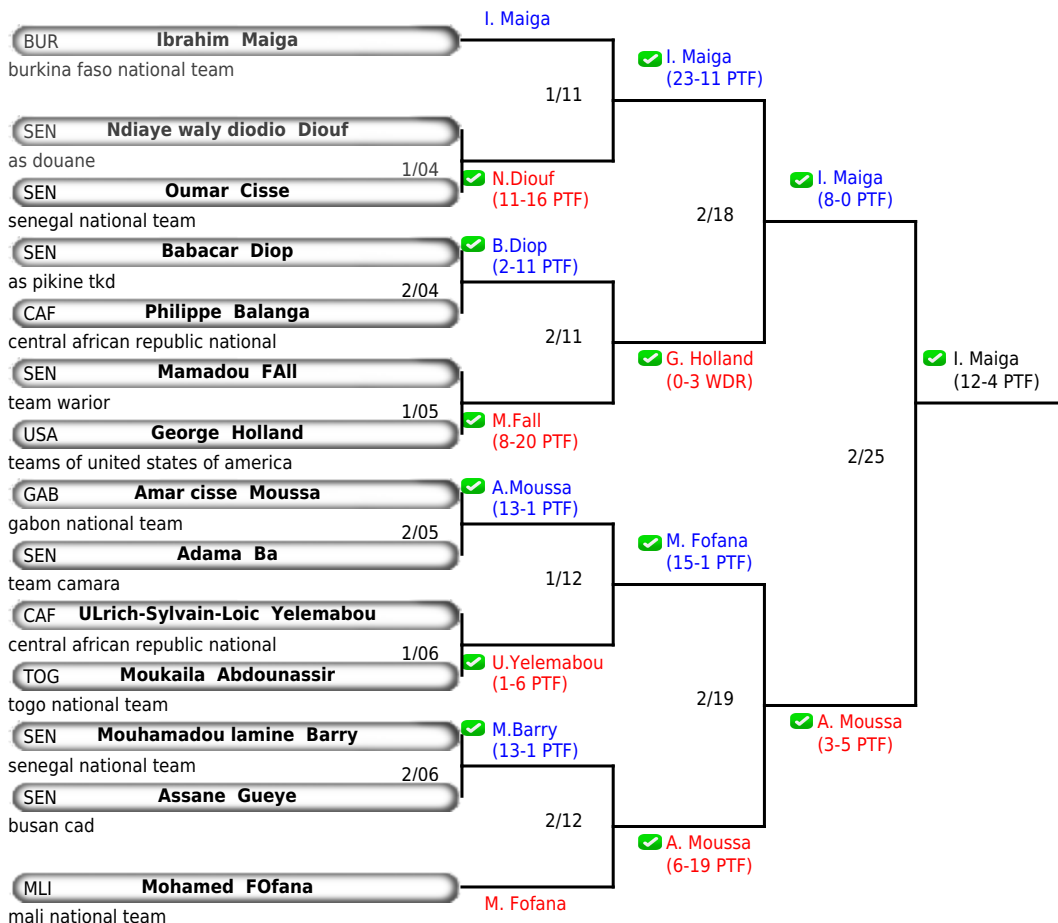 I. Maiga
BUR Ibrahim Maiga
burkina faso national team
I. Maiga
(23-11 PTF)
1/11
SEN Ndiaye waly diodio Diouf
as douane
1/04
SEN Oumar Cisse
senegal national team
N.Diouf
(11-16 PTF)
I. Maiga
(8-0 PTF)
2/18
SEN Babacar Diop
as pikine tkd
2/04
CAF Philippe Balanga
central african republic national
B.Diop
(2-11 PTF)
2/11
SEN Mamadou FAll
team warior
1/05
USA George Holland
teams of united states of america
M.Fall
(8-20 PTF)
G. Holland
(0-3 WDR)
I. Maiga
(12-4 PTF)
2/25
GAB Amar cisse Moussa
gabon national team
2/05
SEN Adama Ba
team camara
A.Moussa
(13-1 PTF)
M. Fofana
(15-1 PTF)
1/12
CAF ULrich-Sylvain-Loic Yelemabou
central african republic national
1/06
TOG Moukaila Abdounassir
togo national team
U.Yelemabou
(1-6 PTF)
2/19
A. Moussa
(3-5 PTF)
SEN Mouhamadou lamine Barry
senegal national team
2/06
SEN Assane Gueye
busan cad
M.Barry
(13-1 PTF)
2/12
A. Moussa
(6-19 PTF)
MLI Mohamed FOfana
mali national team
M. Fofana